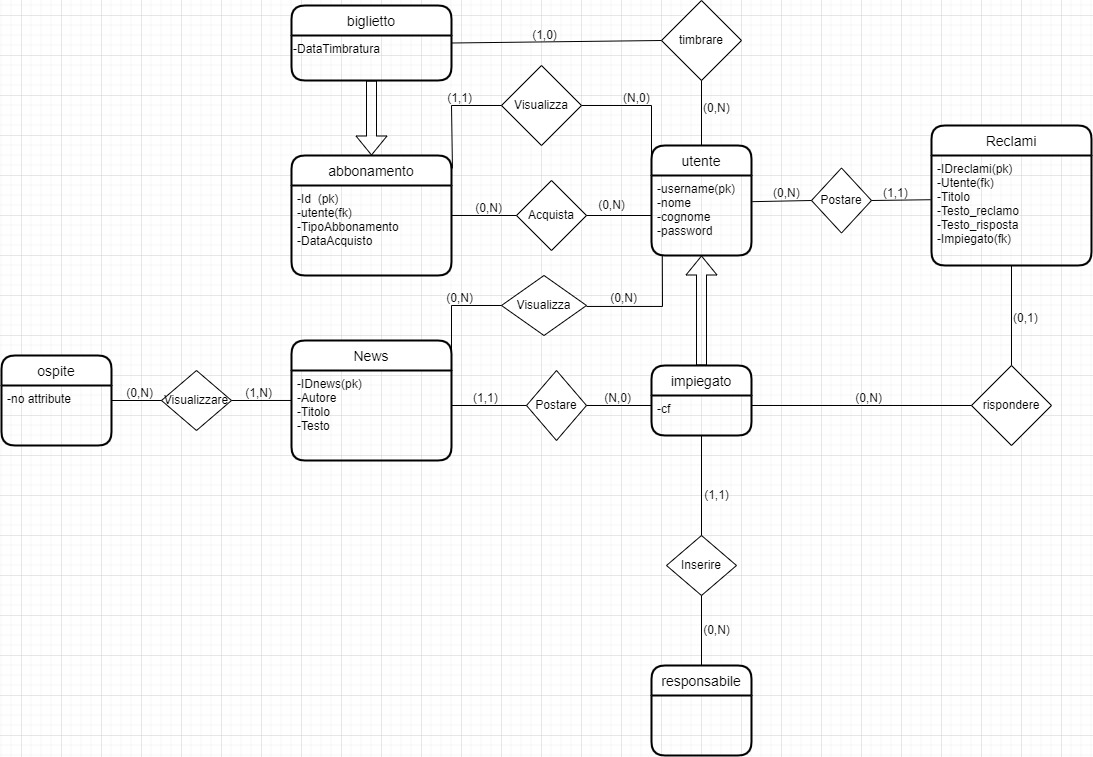 biglietto
-DataTimbratura
(1,0)
timbrare
(0,N)
(1,1)
Visualizza
(N,0)
abbonamento
-Id (pk)
-utente(fk)
-TipoAbbonamento
-DataAcquisto
(0,N)
Acquista
(0,N)
utente
-username(pk)
-nome
-cognome
-password
(0,N)
Postare
(1,1)
Reclami
-IDreclami(pk)
-Utente(fk)
-Titolo
-Testo_reclamo
-Testo_risposta
-Impiegato(fk)
(0,N)
Visualizza
(0,N)
(0,1)
ospite
-no attribute
(0,N)
Visualizzare
(1,N)
News
-IDnews(pk)
-Autore
-Titolo
-Testo
(1,1)
Postare
(N,0)
impiegato
-cf
(0,N)
rispondere
(1,1)
Inserire
(0,N)
responsabile